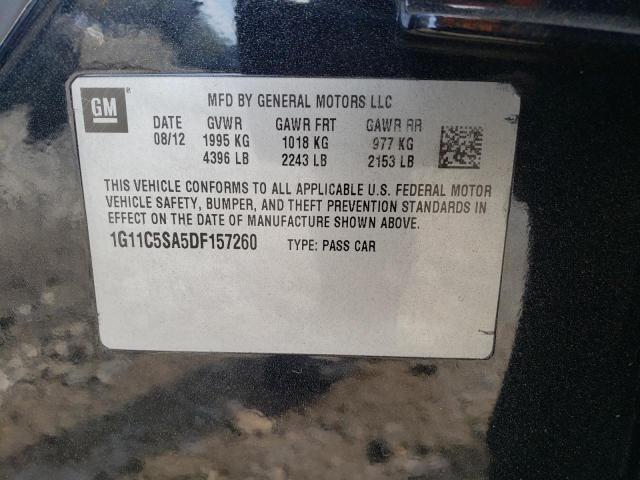 GM
MFD BY GENERAL MOTORS LLC
DATE GVWR GAWR FRT GAWR RR
08/12 1995 KG 1018 KG 977 KG
4396 LB 2243 LB 2153 LB
THIS VEHICLE CONFORMS TO ALL APPLICABLE U.S. FEDERAL MOTOR
VEHICLE SAFETY, BUMPER, AND THEFT PREVENTION STANDARDS IN
EFFECT ON THE DATE OF MANUFACTURE SHOWN ABOVE.
1G11C5SA5DF157260 TYPE: PASS CAR